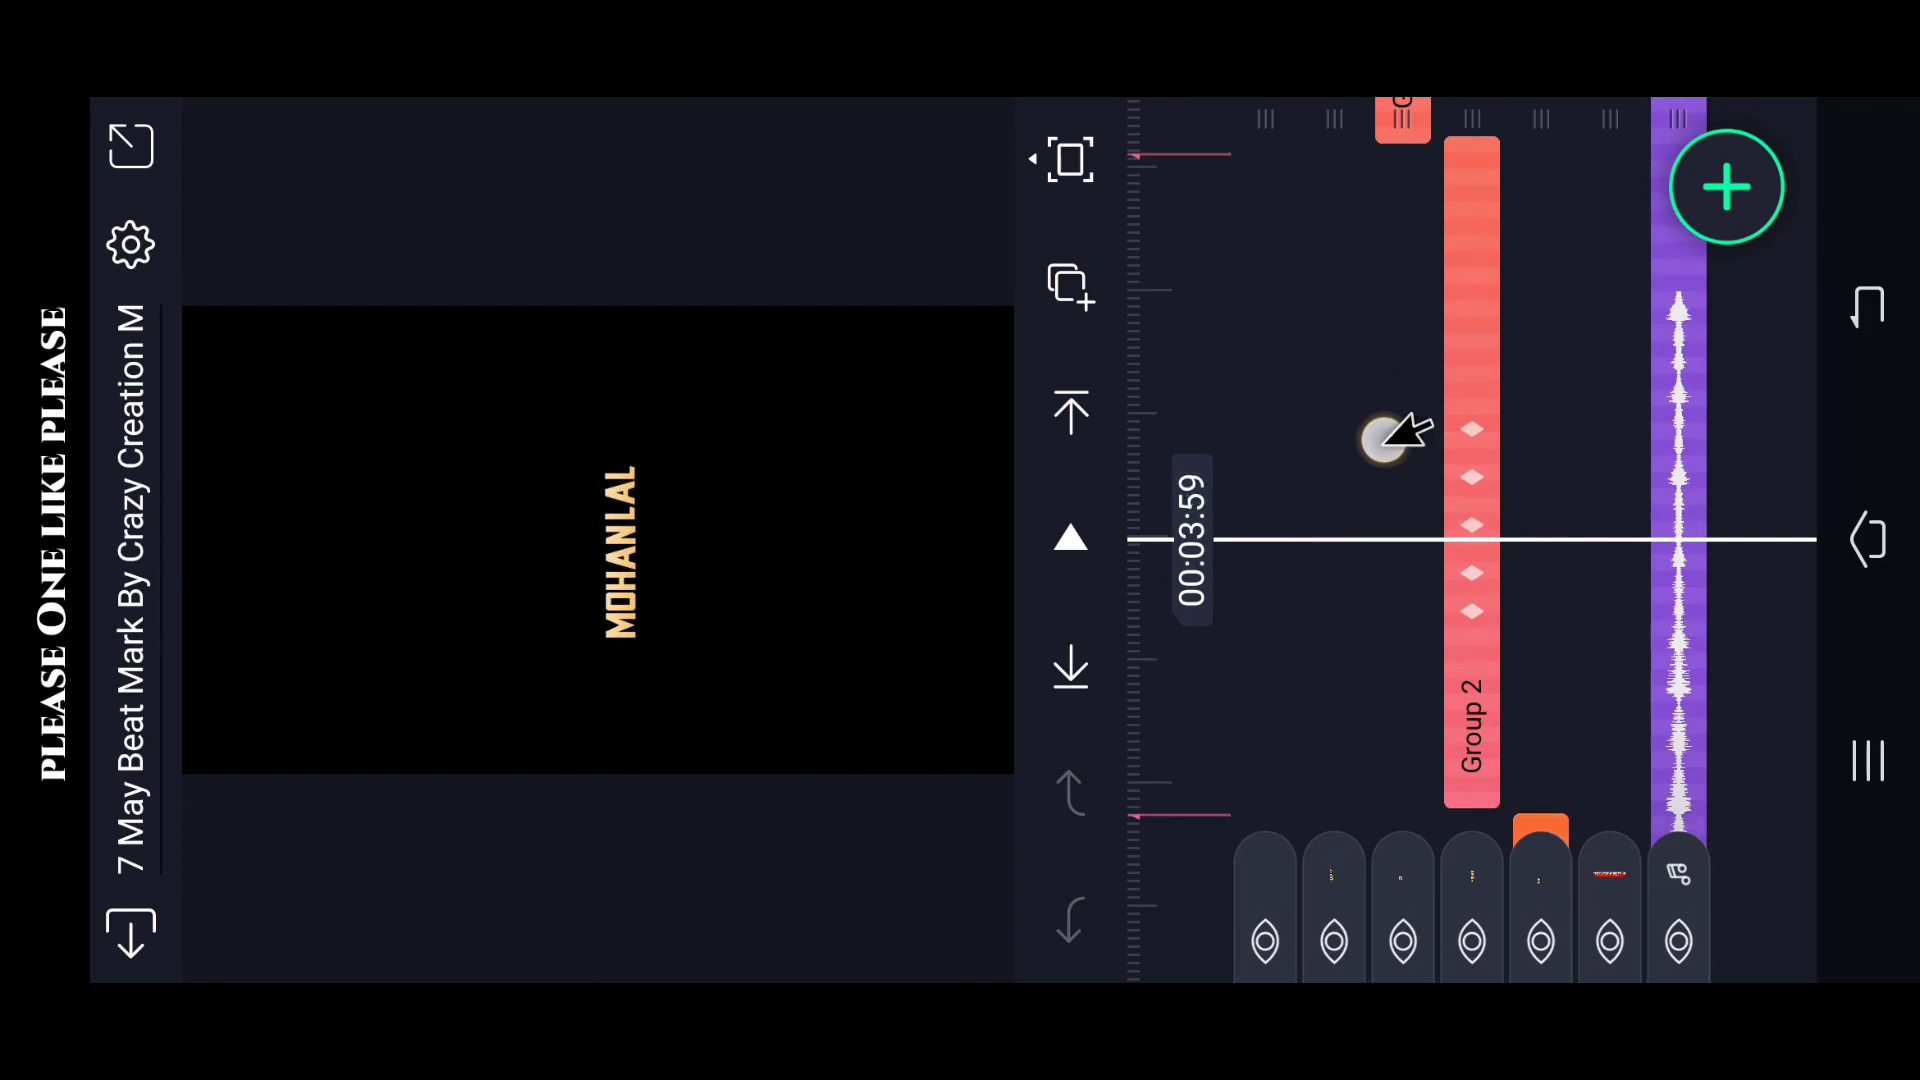 PLEASE ONE LIKE PLEASE
7 May Beat Mark By Crazy Creation M
MOHANLAL
00:03:59
Group 2